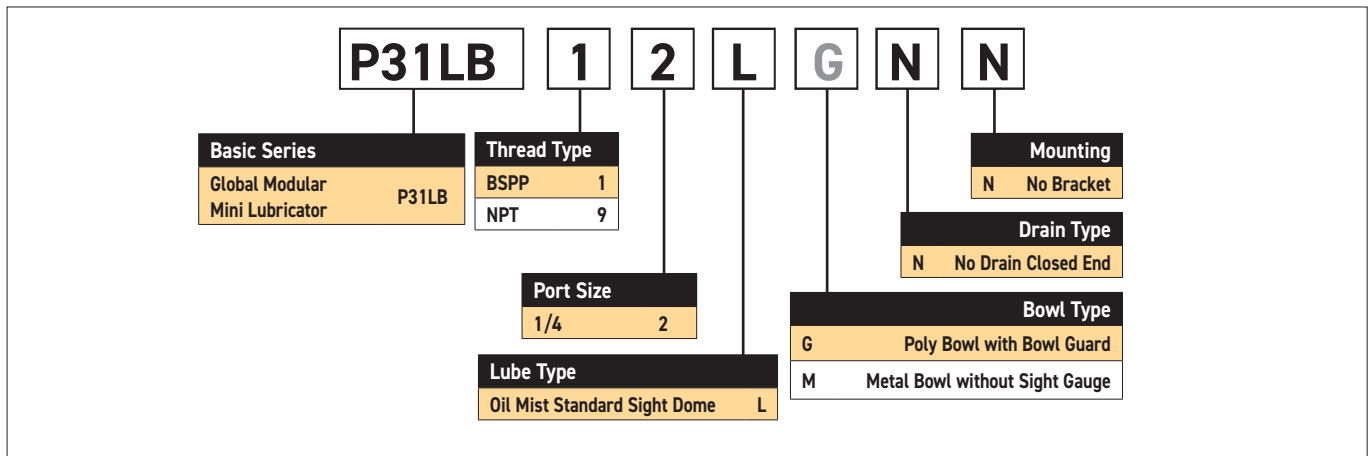 P31LB 1 2 L G N N
Basic Series
Global Modular
Mini Lubricator P31LB
Thread Type
BSPP 1
NPT 9
Mounting
N No Bracket
Drain Type
N No Drain Closed End
Port Size
1/4 2
Bowl Type
G Poly Bowl with Bowl Guard
M Metal Bowl without Sight Gauge
Lube Type
Oil Mist Standard Sight Dome L